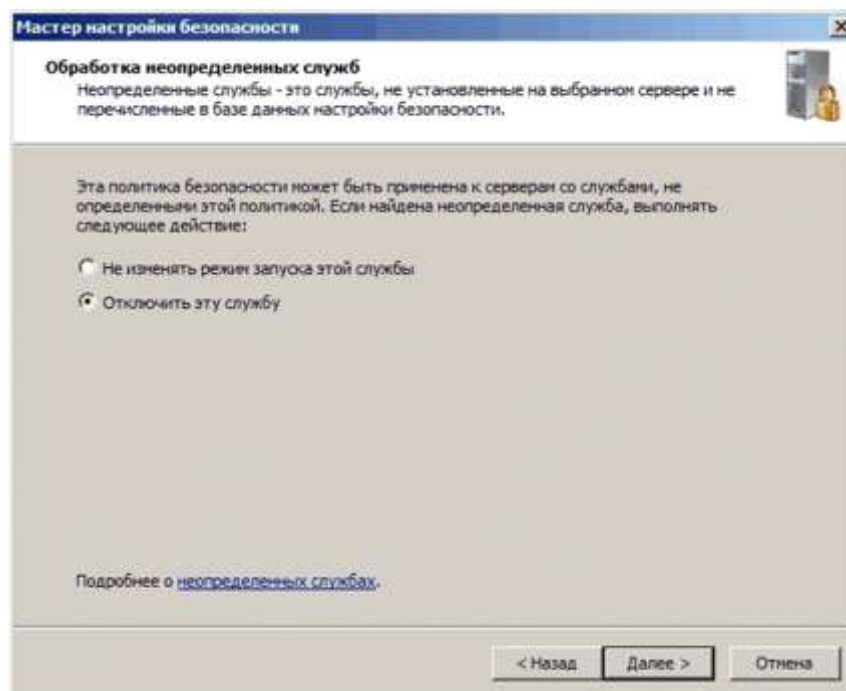 Мастер настройки безопасности
Обработка неопределенных служб
Неопределенные службы - это службы, не установленные на выбранном сервере и не
перечисленные в базе данных настройки безопасности.
Эта политика безопасности может быть применена к серверам со службами, не
определенными этой политикой. Если найдена неопределенная служба, выполнять
следующее действие:
Не изменять режим запуска этой службы
Отключить эту службу
Подробнее о неопределенных службах.
< Назад Далее > Отмена